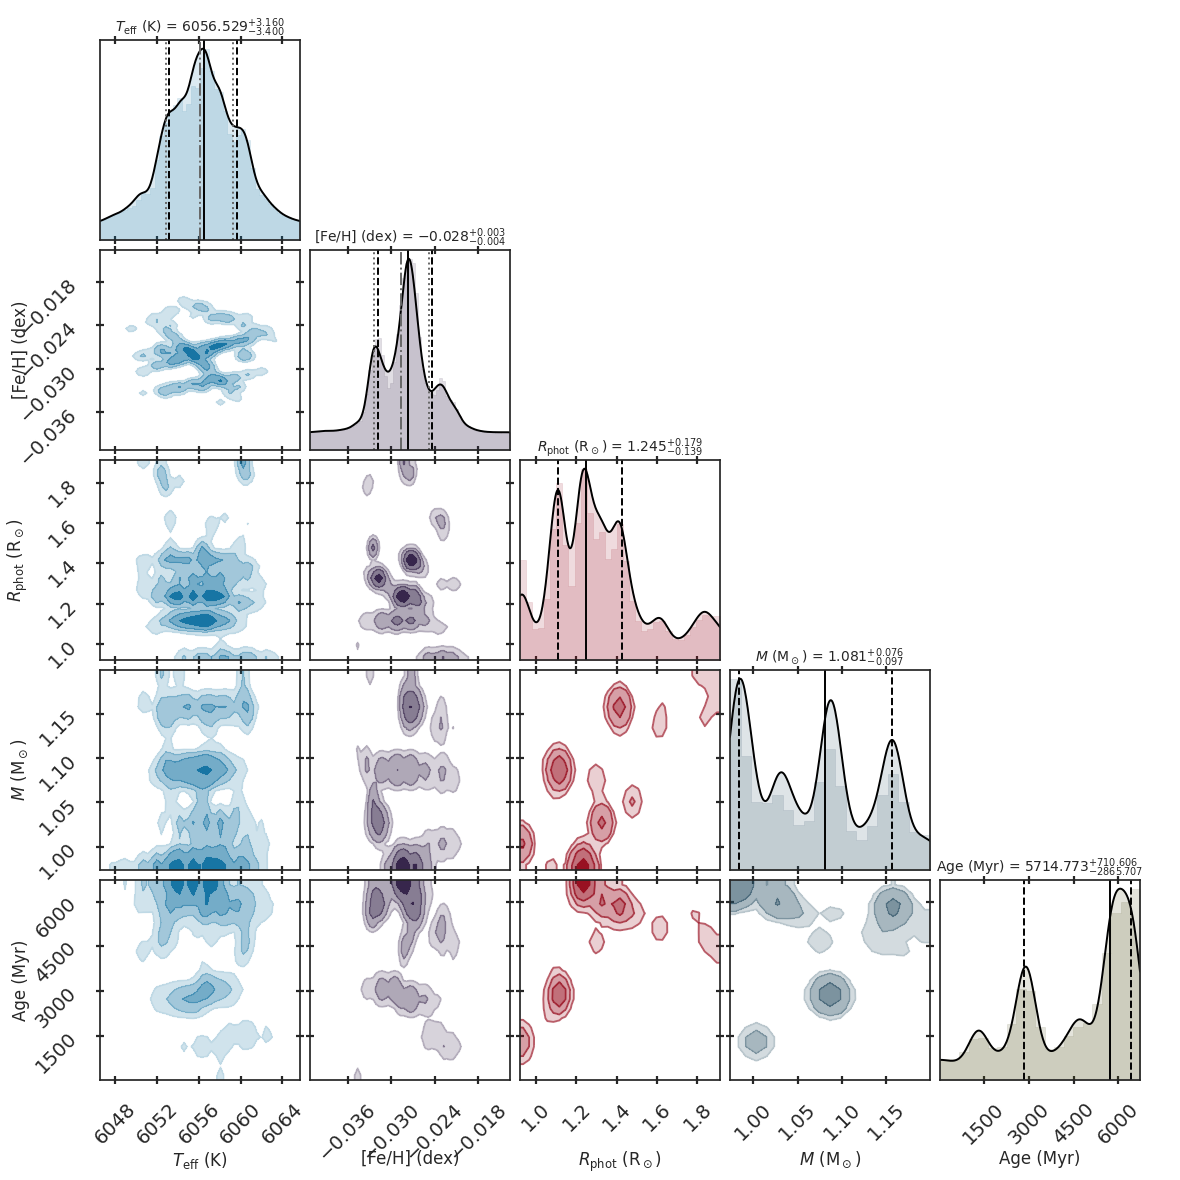 T_eff (K) = 6056.529^{+3.160}_{−3.400}
[Fe/H] (dex) = −0.028^{+0.003}_{−0.004}
−0.018
−0.024
−0.030
−0.036
[Fe/H] (dex)
R_phot (R_⊙) = 1.245^{+0.179}_{−0.139}
1.8
1.6
1.4
1.2
1.0
R_phot (R_⊙)
M (M_⊙) = 1.081^{+0.076}_{−0.097}
1.15
1.10
1.05
1.00
M (M_⊙)
Age (Myr) = 5714.773^{+710.606}_{−2865.707}
6000
4500
3000
1500
Age (Myr)
6048 6052 6056 6060 6064
−0.036 −0.030 −0.024 −0.018
1.0 1.2 1.4 1.6 1.8
1.00 1.05 1.10 1.15
1500 3000 4500 6000
T_eff (K)
[Fe/H] (dex)
R_phot (R_⊙)
M (M_⊙)
Age (Myr)